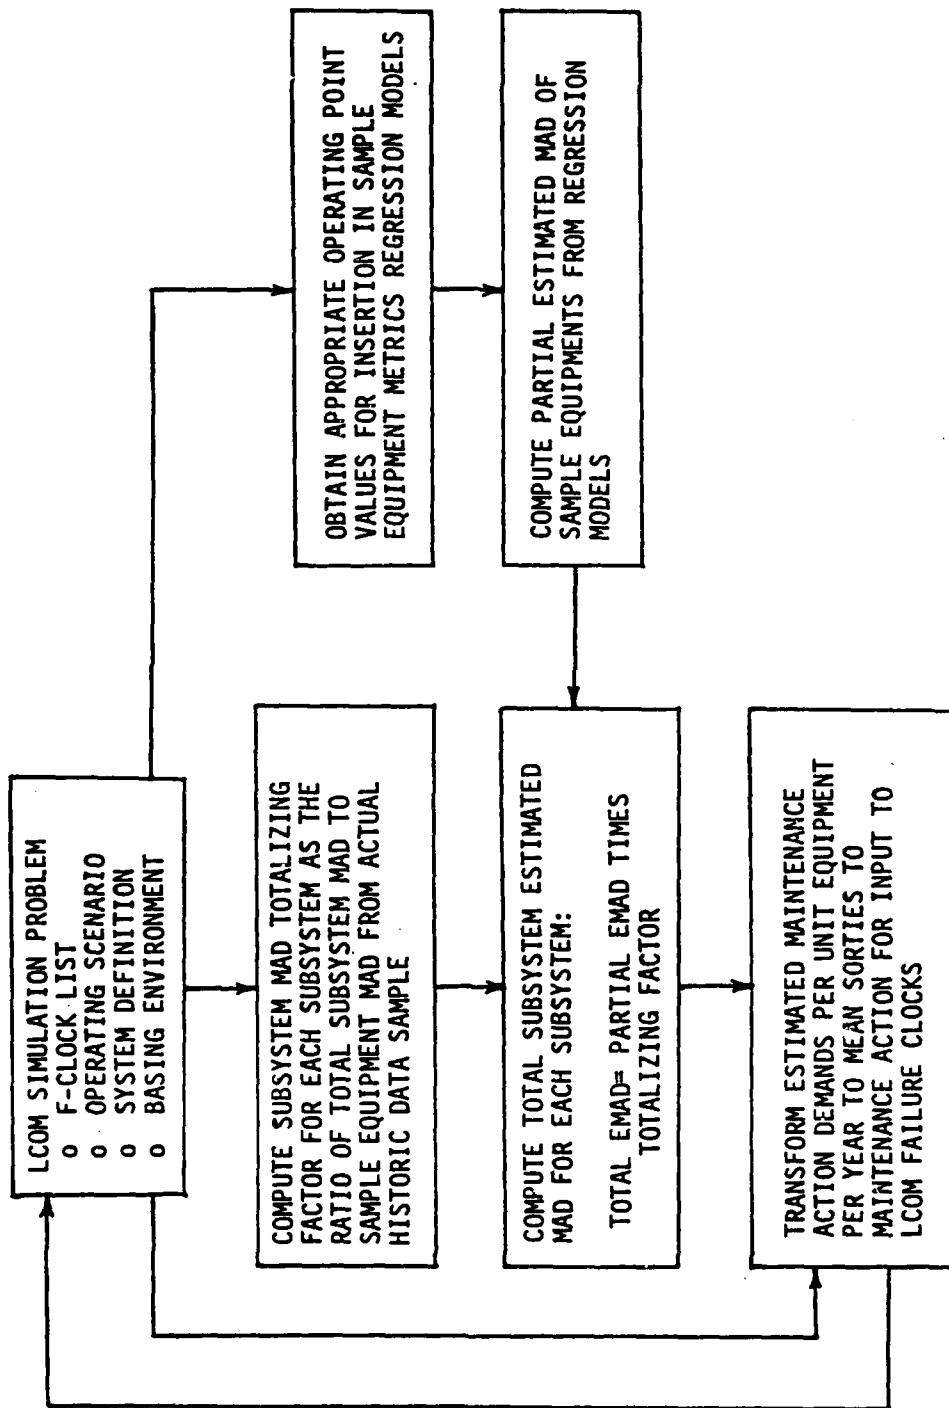 LCOM SIMULATION PROBLEM
o F-CLOCK LIST
o OPERATING SCENARIO
o SYSTEM DEFINITION
o BASING ENVIRONMENT
COMPUTE SUBSYSTEM MAD TOTALIZING
FACTOR FOR EACH SUBSYSTEM AS THE
RATIO OF TOTAL SUBSYSTEM MAD TO
SAMPLE EQUIPMENT MAD FROM ACTUAL
HISTORIC DATA SAMPLE
OBTAIN APPROPRIATE OPERATING POINT
VALUES FOR INSERTION IN SAMPLE
EQUIPMENT METRICS REGRESSION MODELS
COMPUTE PARTIAL ESTIMATED MAD OF
SAMPLE EQUIPMENTS FROM REGRESSION
MODELS
COMPUTE TOTAL SUBSYSTEM ESTIMATED
MAD FOR EACH SUBSYSTEM:
TOTAL EMAD= PARTIAL EMAD TIMES
TOTALIZING FACTOR
TRANSFORM ESTIMATED MAINTENANCE
ACTION DEMANDS PER UNIT EQUIPMENT
PER YEAR TO MEAN SORTIES TO
MAINTENANCE ACTION FOR INPUT TO
LCOM FAILURE CLOCKS